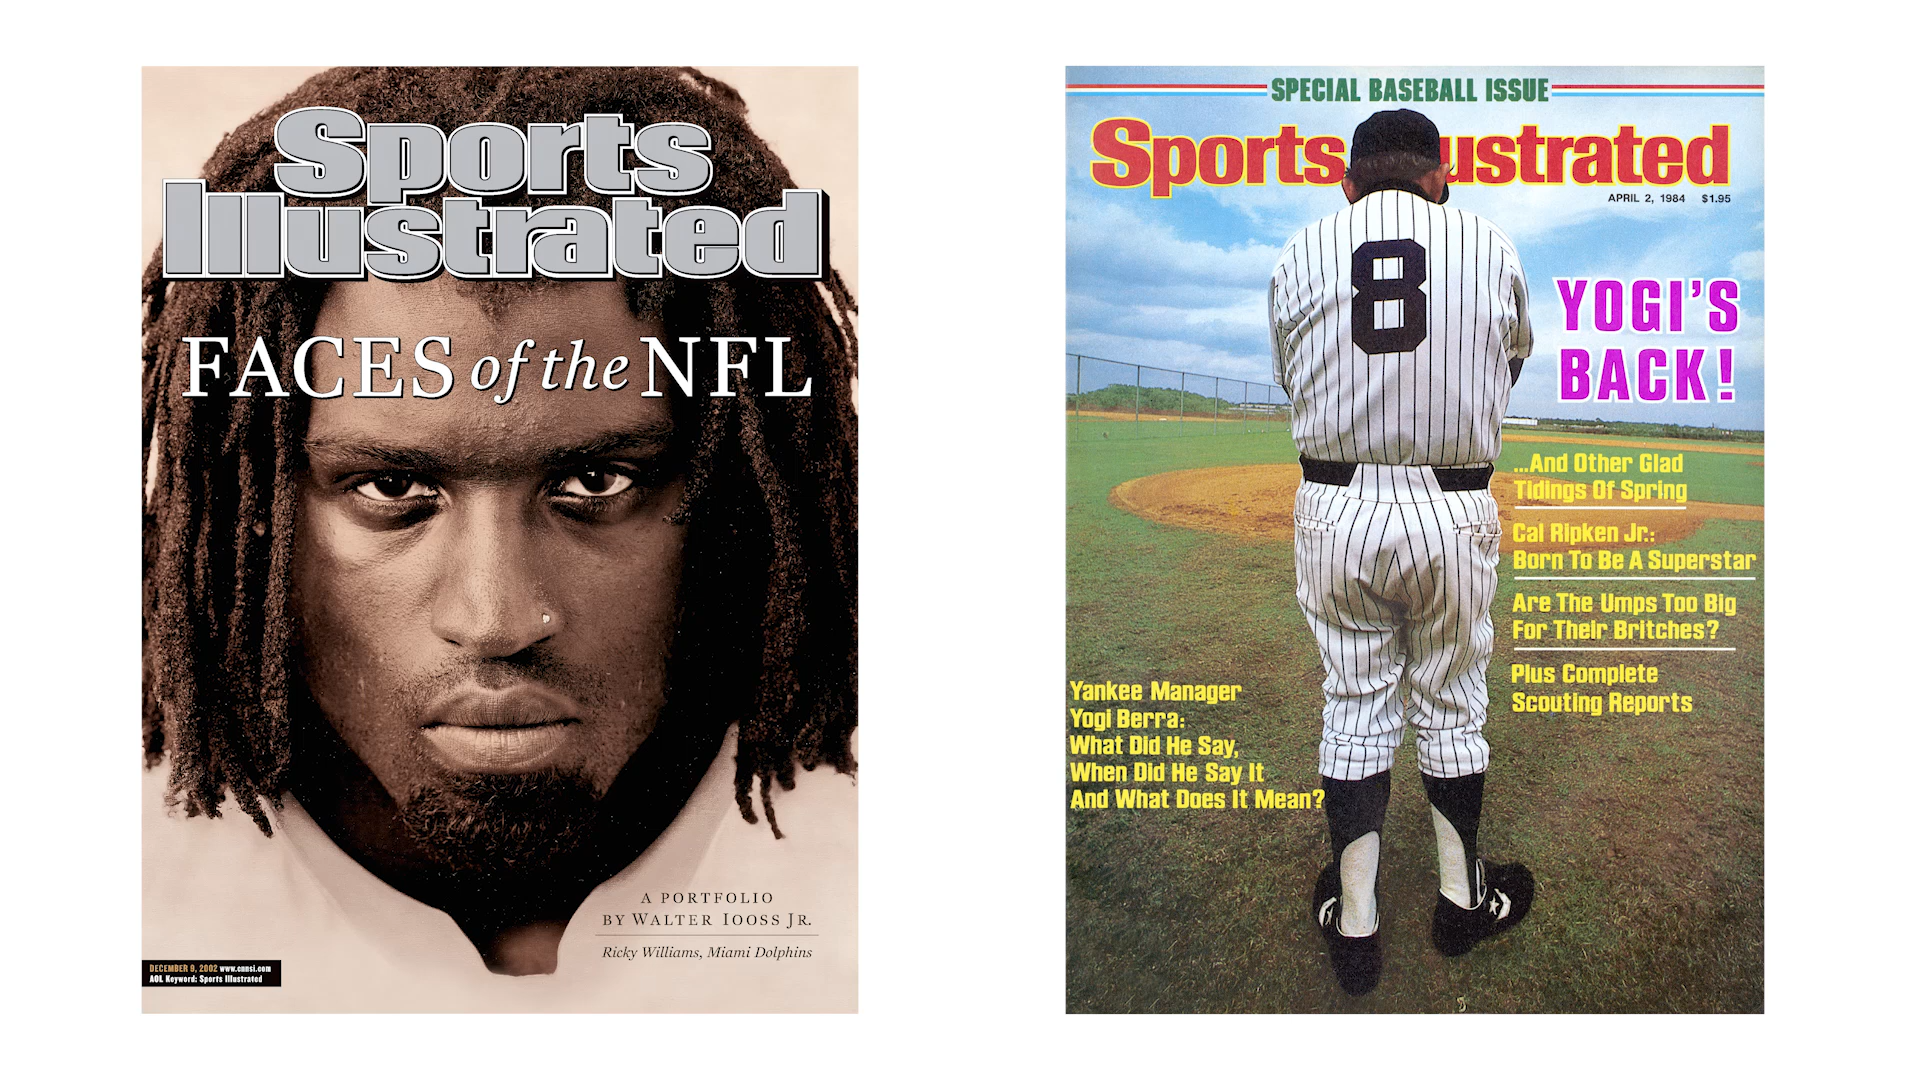 Sports
Illustrated
FACES of the NFL
A PORTFOLIO
BY WALTER IOOSS JR.
Ricky Williams, Miami Dolphins
DECEMBER 9, 2002 www.cnnsi.com
AOL Keyword: Sports Illustrated
SPECIAL BASEBALL ISSUE
Sports ustrated
APRIL 2, 1984 $1.95
8
YOGI'S
BACK!
...And Other Glad
Tidings Of Spring
Cal Ripken Jr.:
Born To Be A Superstar
Are The Umps Too Big
For Their Britches?
Plus Complete
Scouting Reports
Yankee Manager
Yogi Berra:
What Did He Say,
When Did He Say It
And What Does It Mean?